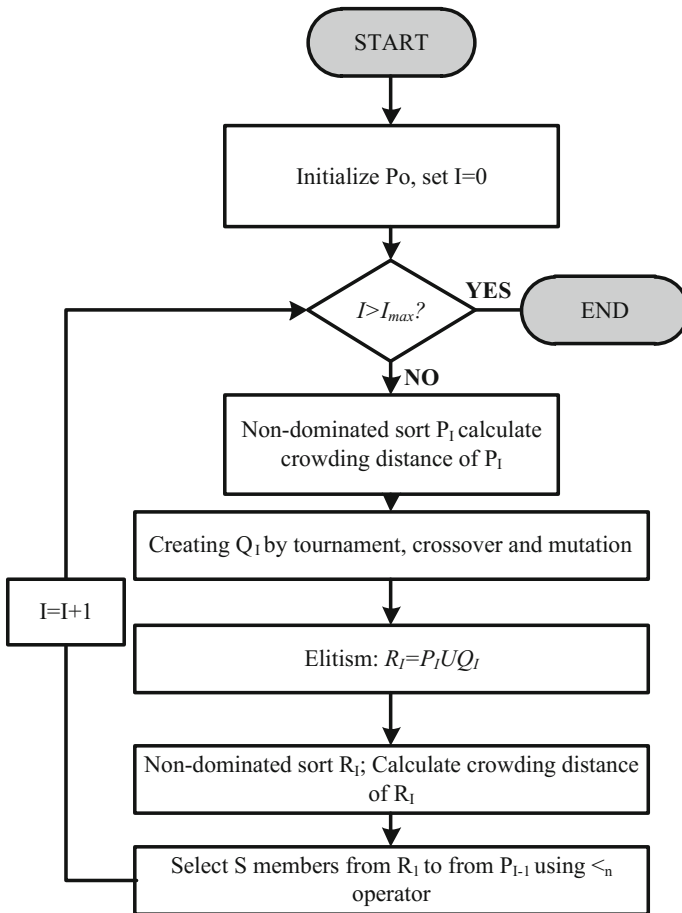 START
Initialize Po, set I=0
I>Imax?
YES
END
NO
Non-dominated sort PI calculate
crowding distance of PI
Creating QI by tournament, crossover and mutation
I=I+1
Elitism: RI=PIUQI
Non-dominated sort RI; Calculate crowding distance
of RI
Select S members from R1 to from PI-1 using <n
operator